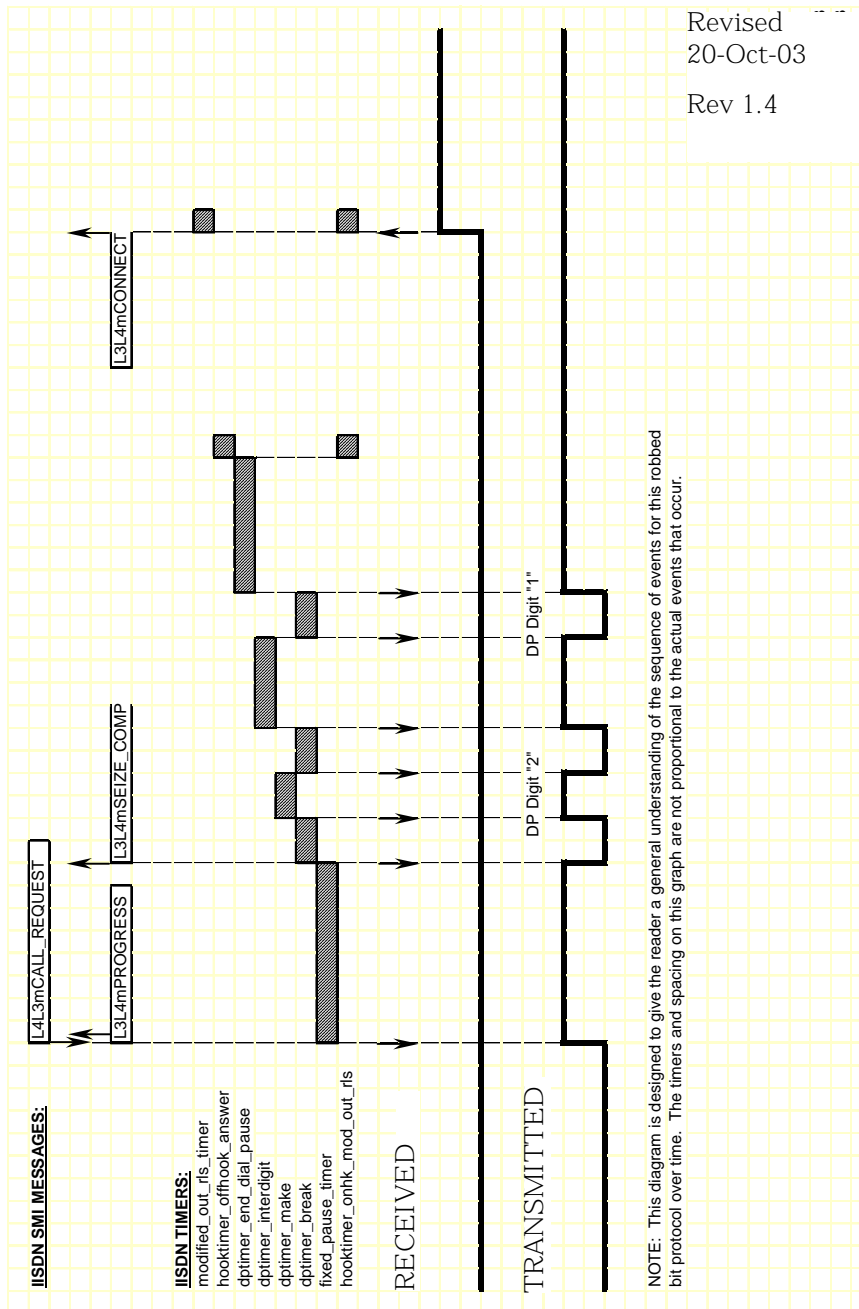 Revised
20-Oct-03
Rev 1.4
IISDN SMI MESSAGES:
L4L3mCALL_REQUEST
L3L4mPROGRESS
L3L4mSEIZE_COMP
L3L4mCONNECT
IISDN TIMERS:
modified_out_rls_timer
hooktimer_offhook_answer
dptimer_end_dial_pause
dptimer_interdigit
dptimer_make
dptimer_break
fixed_pause_timer
hooktimer_onhk_mod_out_rls
RECEIVED
TRANSMITTED
DP Digit "2"
DP Digit "1"
NOTE: This diagram is designed to give the reader a general understanding of the sequence of events for this robbed
bit protocol over time. The timers and spacing on this graph are not proportional to the actual events that occur.